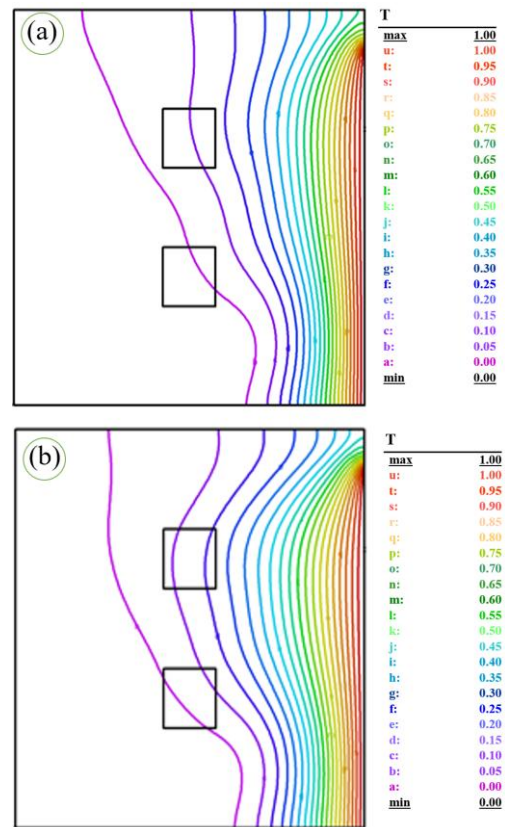 (a)
T
max 1.00
u: 1.00
t: 0.95
s: 0.90
r: 0.85
q: 0.80
p: 0.75
o: 0.70
n: 0.65
m: 0.60
l: 0.55
k: 0.50
j: 0.45
i: 0.40
h: 0.35
g: 0.30
f: 0.25
e: 0.20
d: 0.15
c: 0.10
b: 0.05
a: 0.00
min 0.00
(b)
T
max 1.00
u: 1.00
t: 0.95
s: 0.90
r: 0.85
q: 0.80
p: 0.75
o: 0.70
n: 0.65
m: 0.60
l: 0.55
k: 0.50
j: 0.45
i: 0.40
h: 0.35
g: 0.30
f: 0.25
e: 0.20
d: 0.15
c: 0.10
b: 0.05
a: 0.00
min 0.00